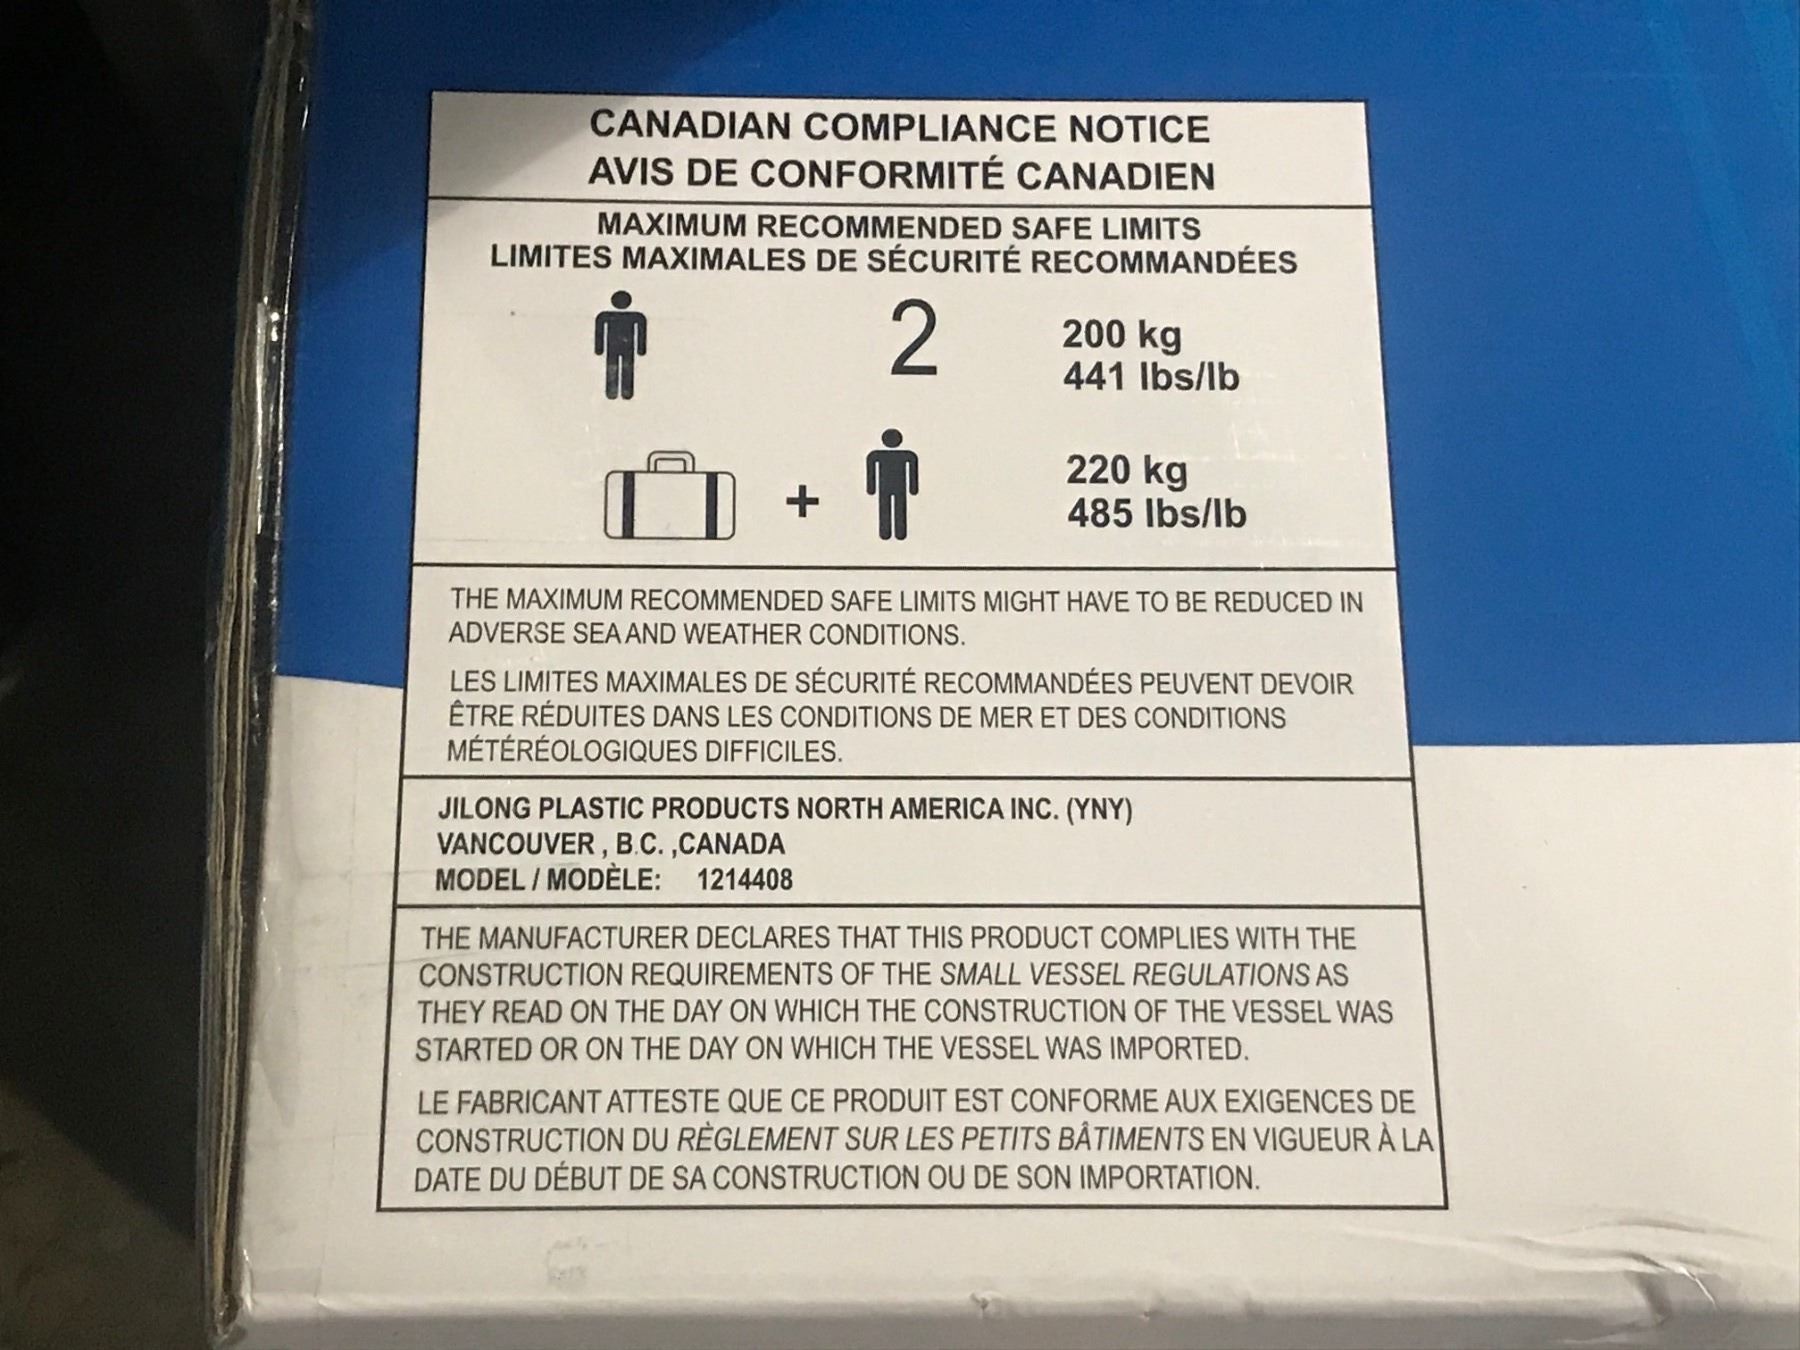 CANADIAN COMPLIANCE NOTICE
AVIS DE CONFORMITÉ CANADIEN
MAXIMUM RECOMMENDED SAFE LIMITS
LIMITES MAXIMALES DE SÉCURITÉ RECOMMANDÉES
2 200 kg
441 lbs/lb
+ 220 kg
485 lbs/lb
THE MAXIMUM RECOMMENDED SAFE LIMITS MIGHT HAVE TO BE REDUCED IN
ADVERSE SEA AND WEATHER CONDITIONS.
LES LIMITES MAXIMALES DE SÉCURITÉ RECOMMANDÉES PEUVENT DEVOIR
ÊTRE RÉDUITES DANS LES CONDITIONS DE MER ET DES CONDITIONS
MÉTÉRÉOLOGIQUES DIFFICILES.
JILONG PLASTIC PRODUCTS NORTH AMERICA INC. (YNY)
VANCOUVER , B.C. ,CANADA
MODEL / MODÈLE: 1214408
THE MANUFACTURER DECLARES THAT THIS PRODUCT COMPLIES WITH THE
CONSTRUCTION REQUIREMENTS OF THE SMALL VESSEL REGULATIONS AS
THEY READ ON THE DAY ON WHICH THE CONSTRUCTION OF THE VESSEL WAS
STARTED OR ON THE DAY ON WHICH THE VESSEL WAS IMPORTED.
LE FABRICANT ATTESTE QUE CE PRODUIT EST CONFORME AUX EXIGENCES DE
CONSTRUCTION DU RÈGLEMENT SUR LES PETITS BÂTIMENTS EN VIGUEUR À LA
DATE DU DÉBUT DE SA CONSTRUCTION OU DE SON IMPORTATION.